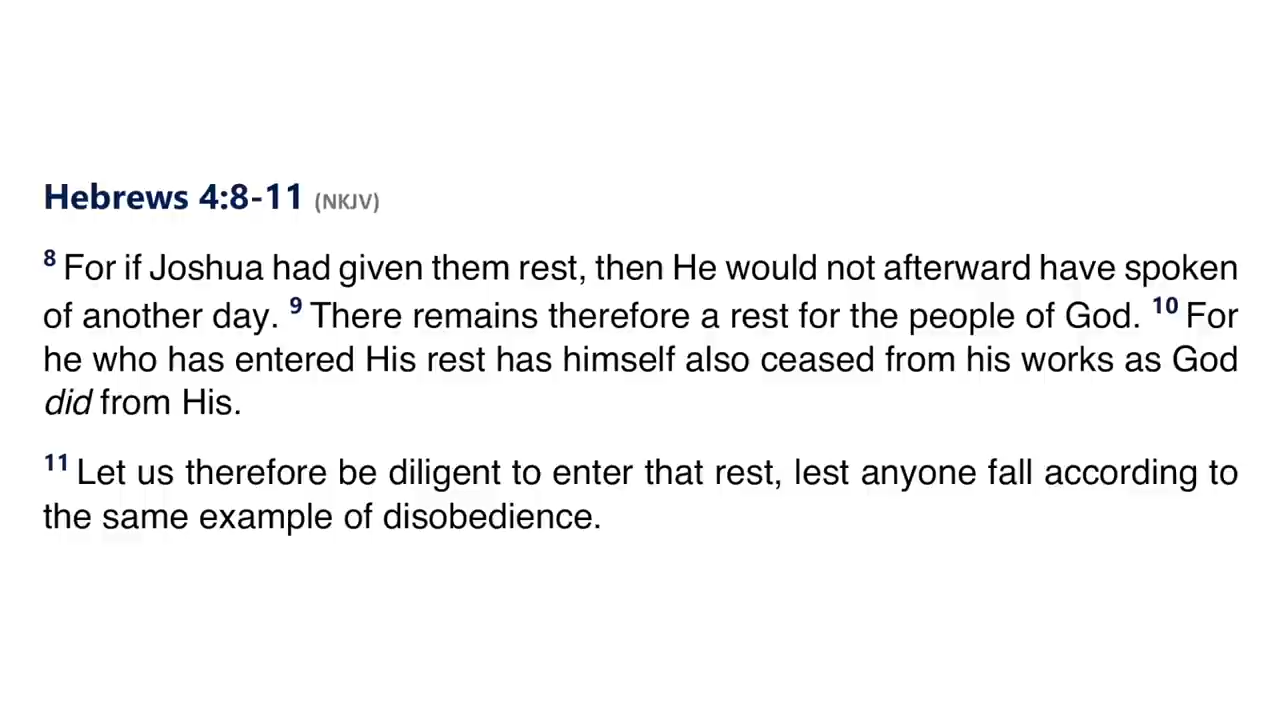 Hebrews 4:8-11 (NKJV)
8 For if Joshua had given them rest, then He would not afterward have spoken
of another day. 9 There remains therefore a rest for the people of God. 10 For
he who has entered His rest has himself also ceased from his works as God
did from His.
11 Let us therefore be diligent to enter that rest, lest anyone fall according to
the same example of disobedience.